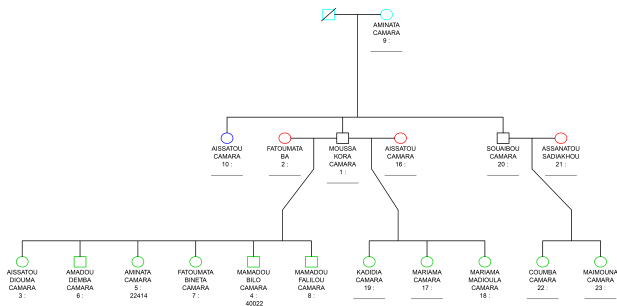 AMINATA
CAMARA
9 :
AISSATOU
CAMARA
10 :
FATOUMATA
BA
2 :
MOUSSA
KORA
CAMARA
1 :
AISSATOU
CAMARA
16 :
SOUAIBOU
CAMARA
20 :
ASSANATOU
SADIAKHOU
21 :
AISSATOU
DIOUMA
CAMARA
3 :
AMADOU
DEMBA
CAMARA
6 :
AMINATA
CAMARA
5 :
22414
FATOUMATA
BINETA
CAMARA
7 :
MAMADOU
BILO
CAMARA
4 :
40022
MAMADOU
FALILOU
CAMARA
8 :
KADIDIA
CAMARA
19 :
MARIAMA
CAMARA
17 :
MARIAMA
MADIOULA
CAMARA
18 :
COUMBA
CAMARA
22 :
MAIMOUNA
CAMARA
23 :